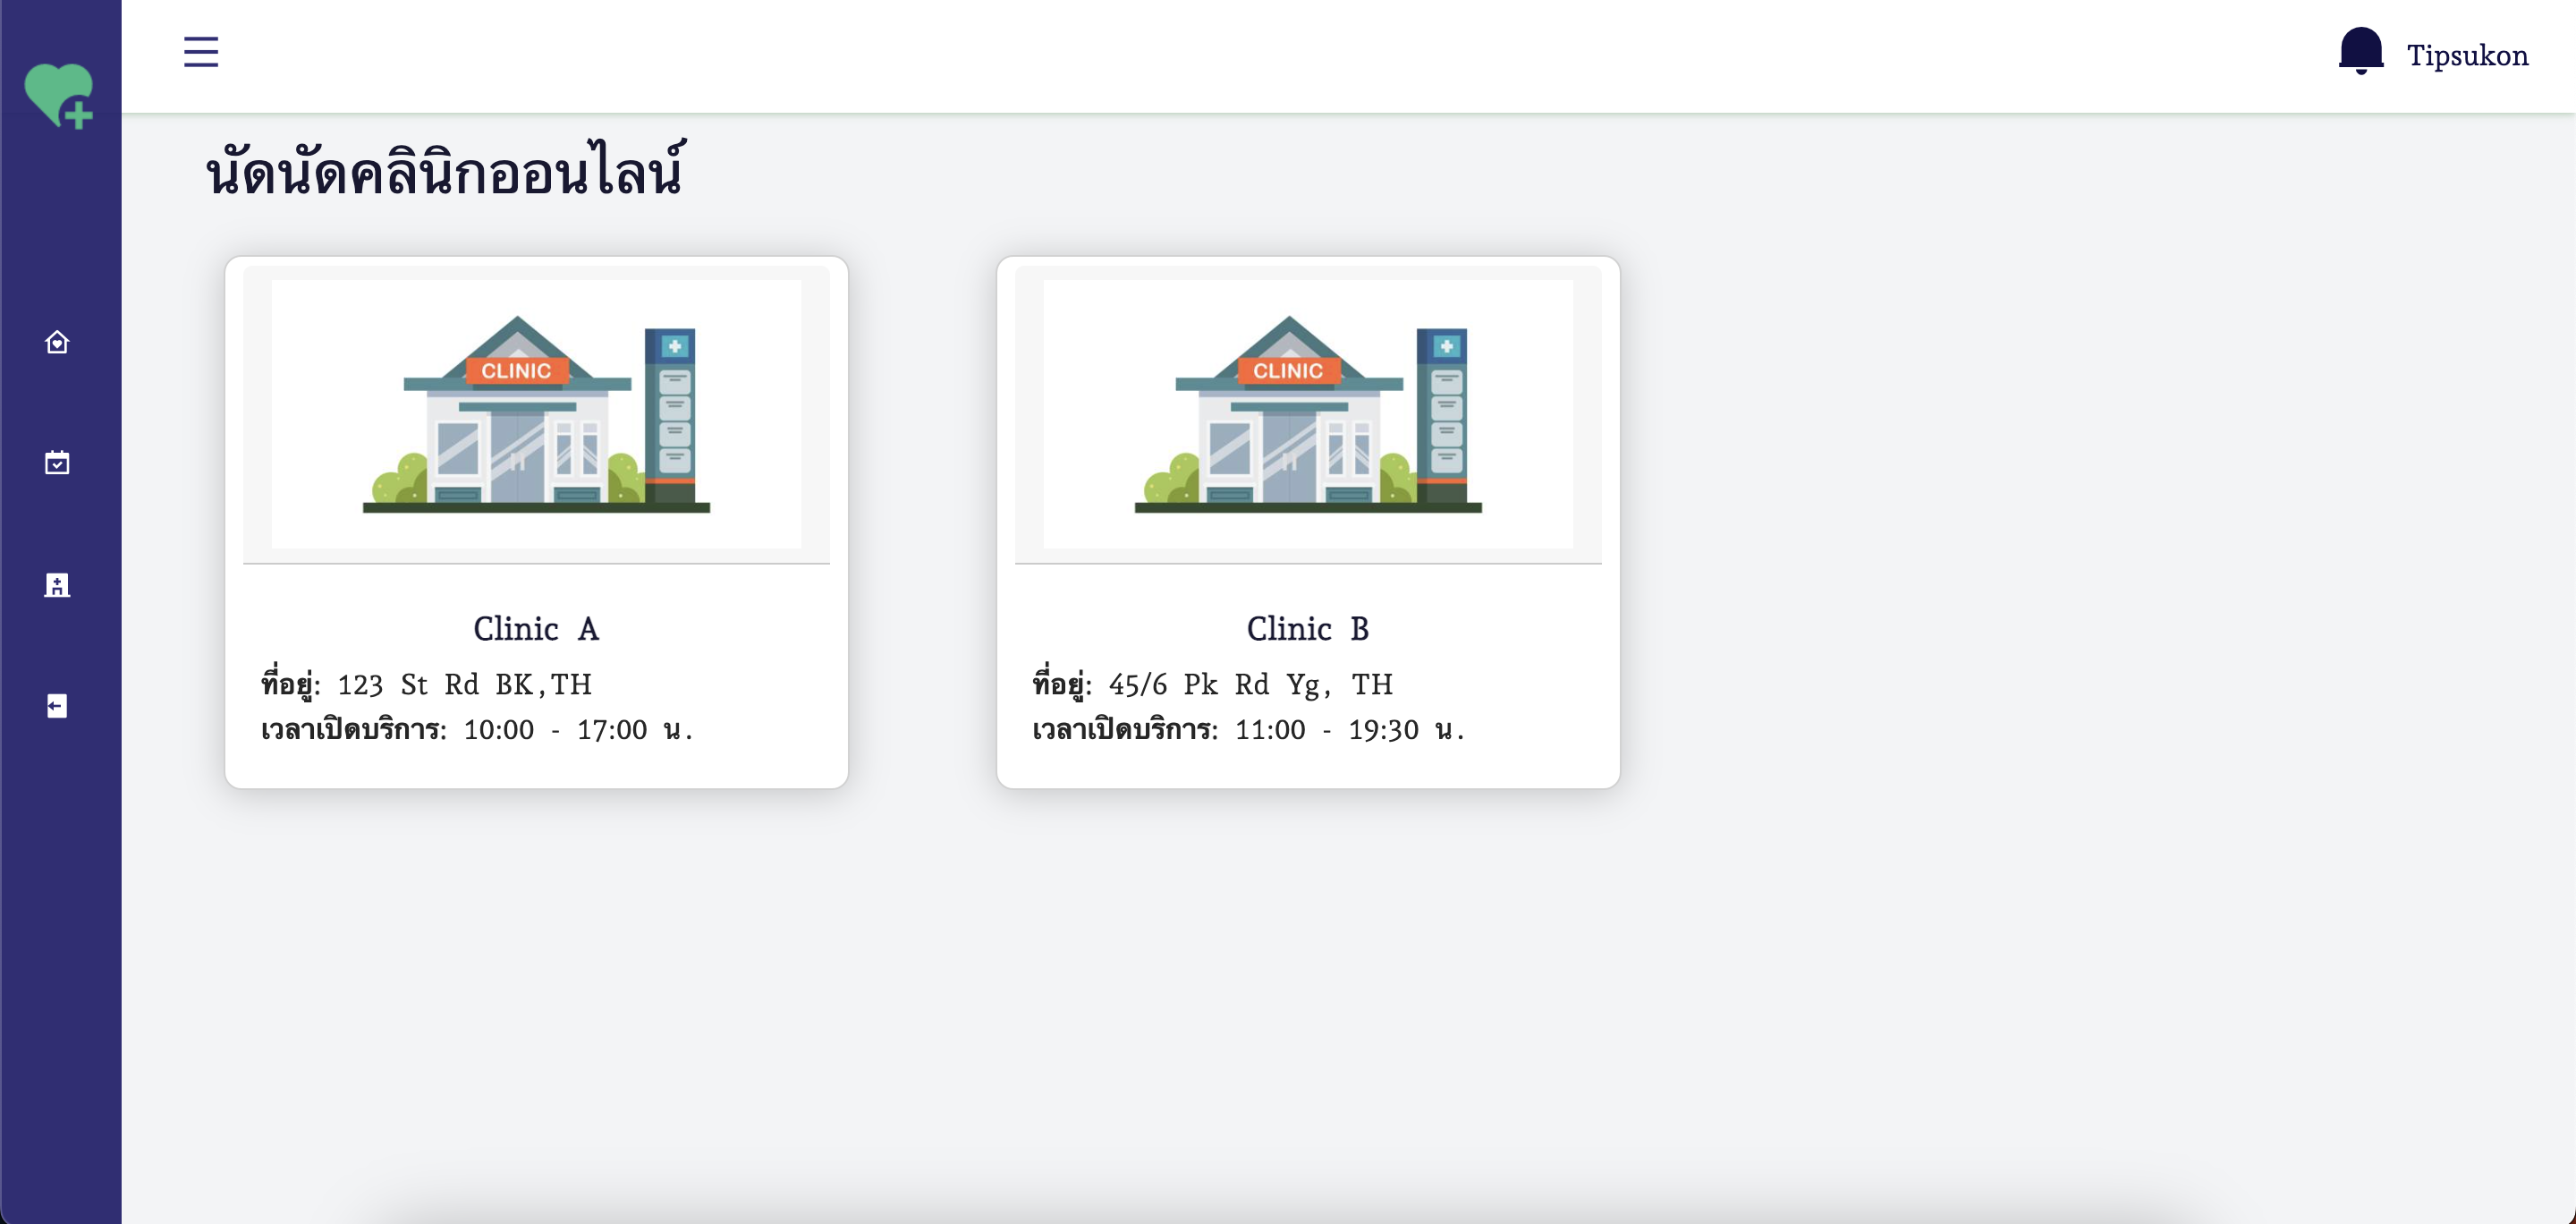 Tipsukon
นัดนัดคลินิกออนไลน์
CLINIC
Clinic A
ที่อยู่: 123 St Rd BK,TH
เวลาเปิดบริการ: 10:00 - 17:00 น.
CLINIC
Clinic B
ที่อยู่: 45/6 Pk Rd Yg, TH
เวลาเปิดบริการ: 11:00 - 19:30 น.